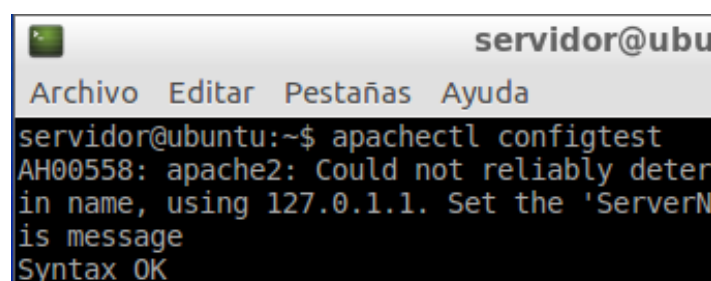 servidor@ubu
Archivo Editar Pestañas Ayuda
servidor@ubuntu:~$ apachectl configtest
AH00558: apache2: Could not reliably deter
in name, using 127.0.1.1. Set the 'ServerN
is message
Syntax OK